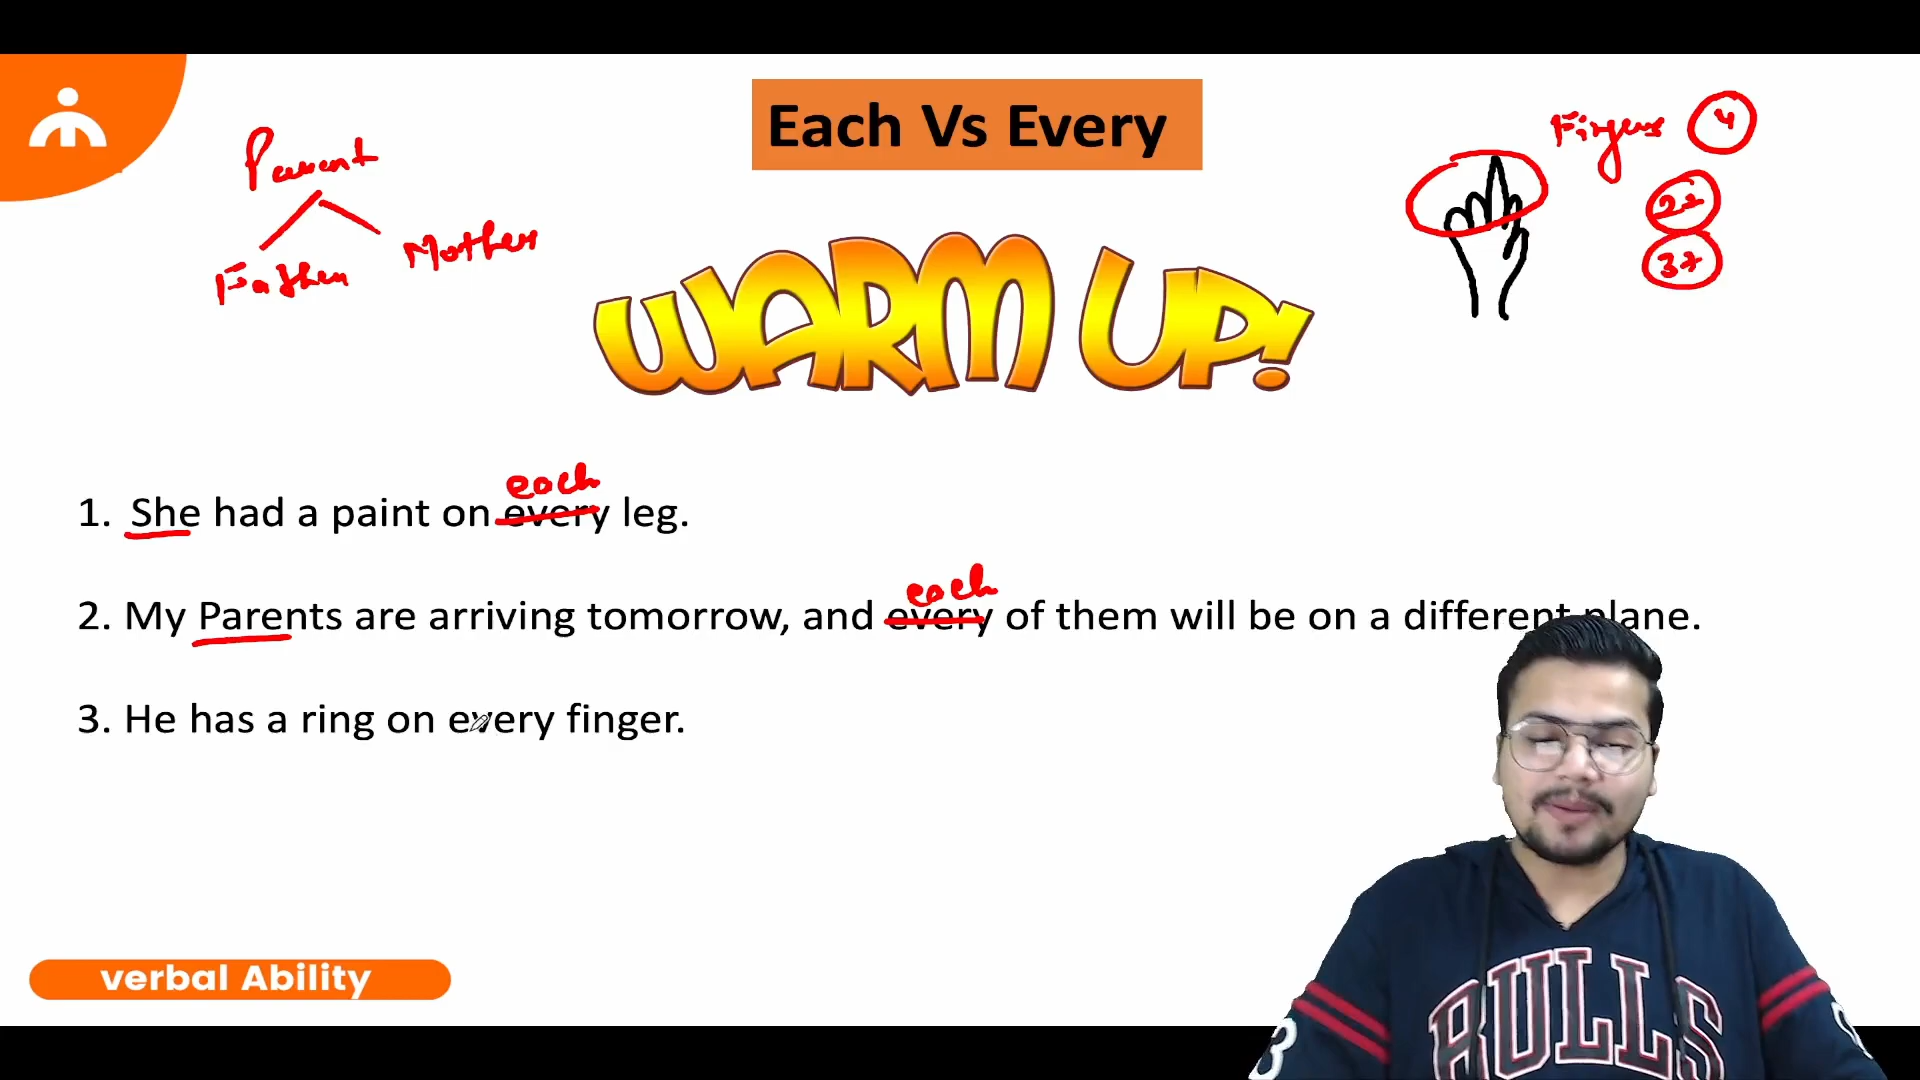 Each Vs Every
Parent
Father
Mother
Fingers 4
2+
3+
WARM UP!
each
1. She had a paint on every leg.
each
2. My Parents are arriving tomorrow, and every of them will be on a different plane.
3. He has a ring on every finger.
verbal Ability
BULLS
3